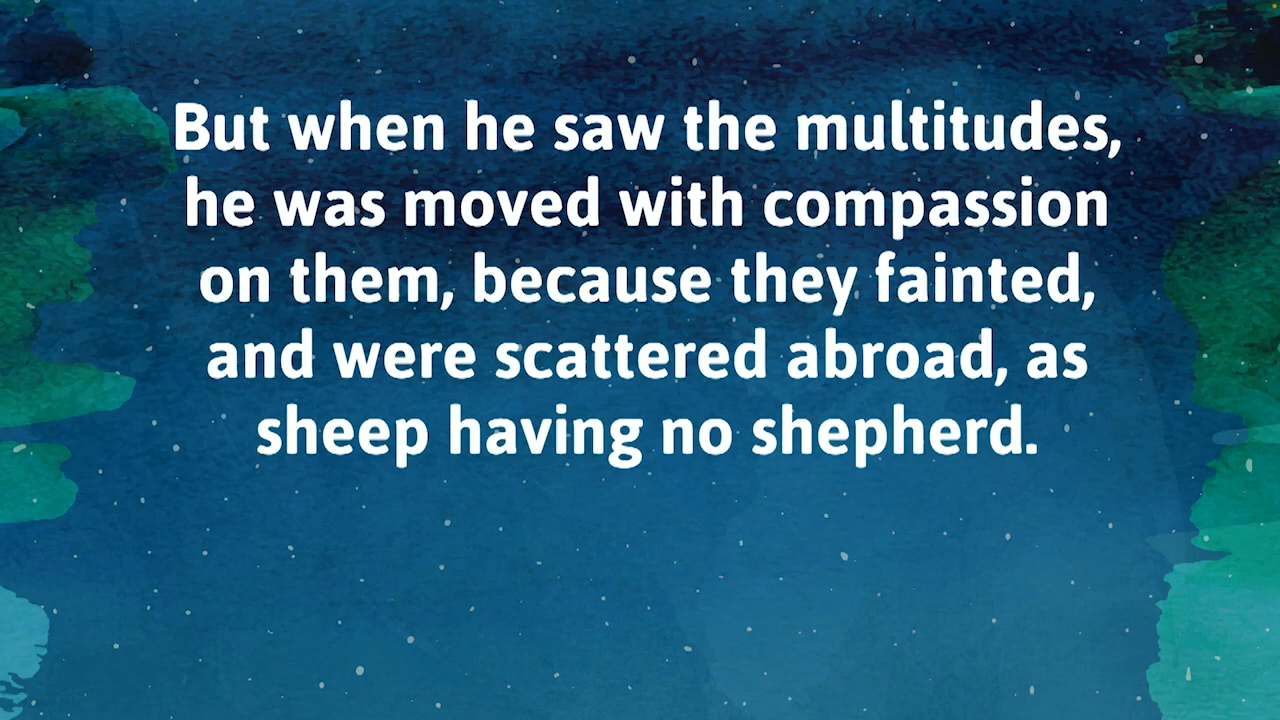 But when he saw the multitudes,
he was moved with compassion
on them, because they fainted,
and were scattered abroad, as
sheep having no shepherd.